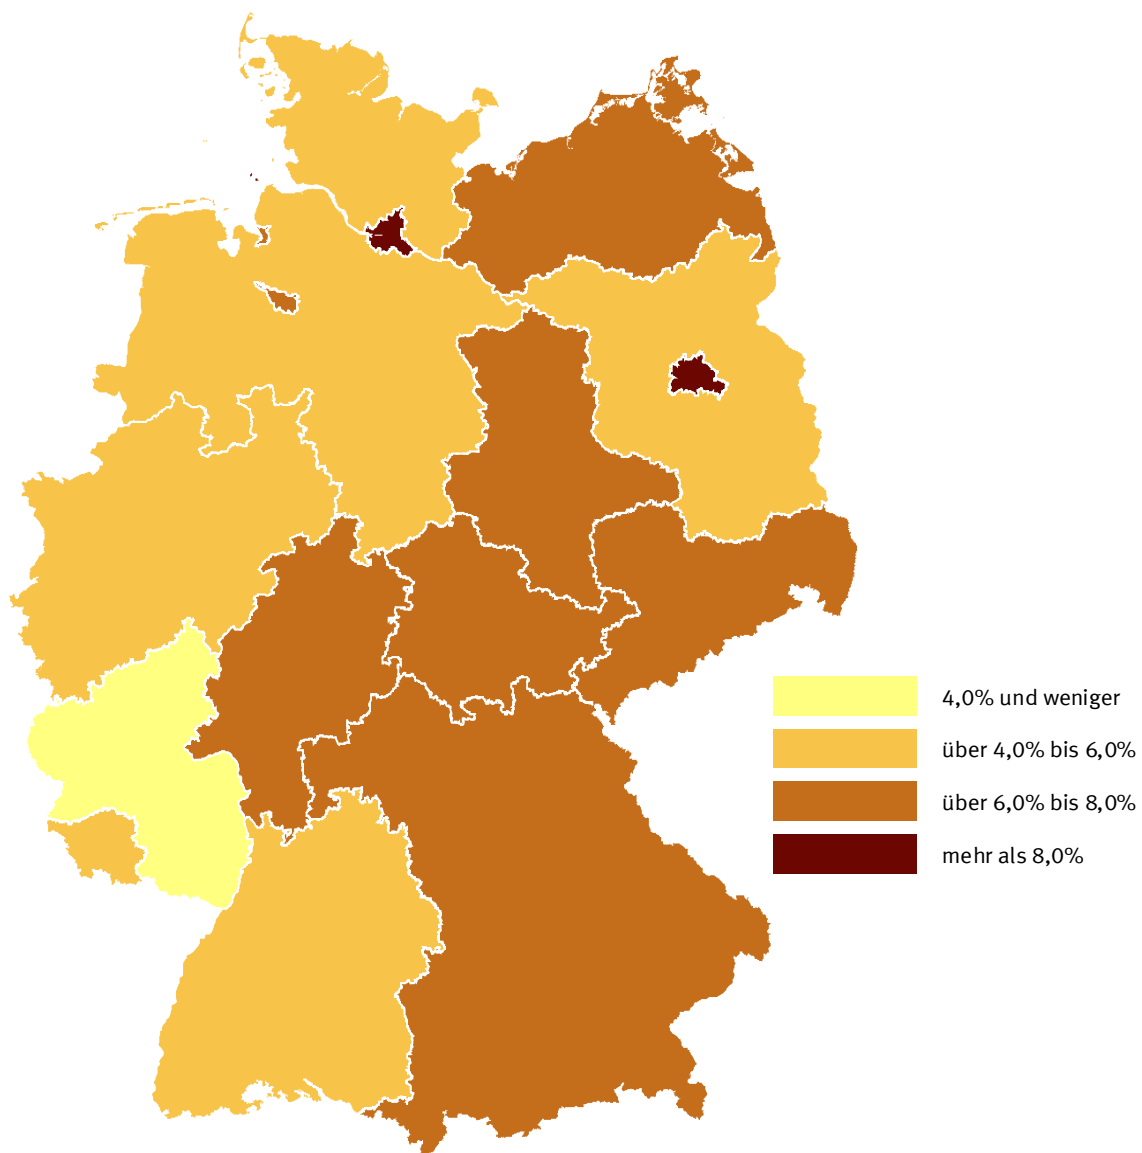 4,0% und weniger
über 4,0% bis 6,0%
über 6,0% bis 8,0%
mehr als 8,0%